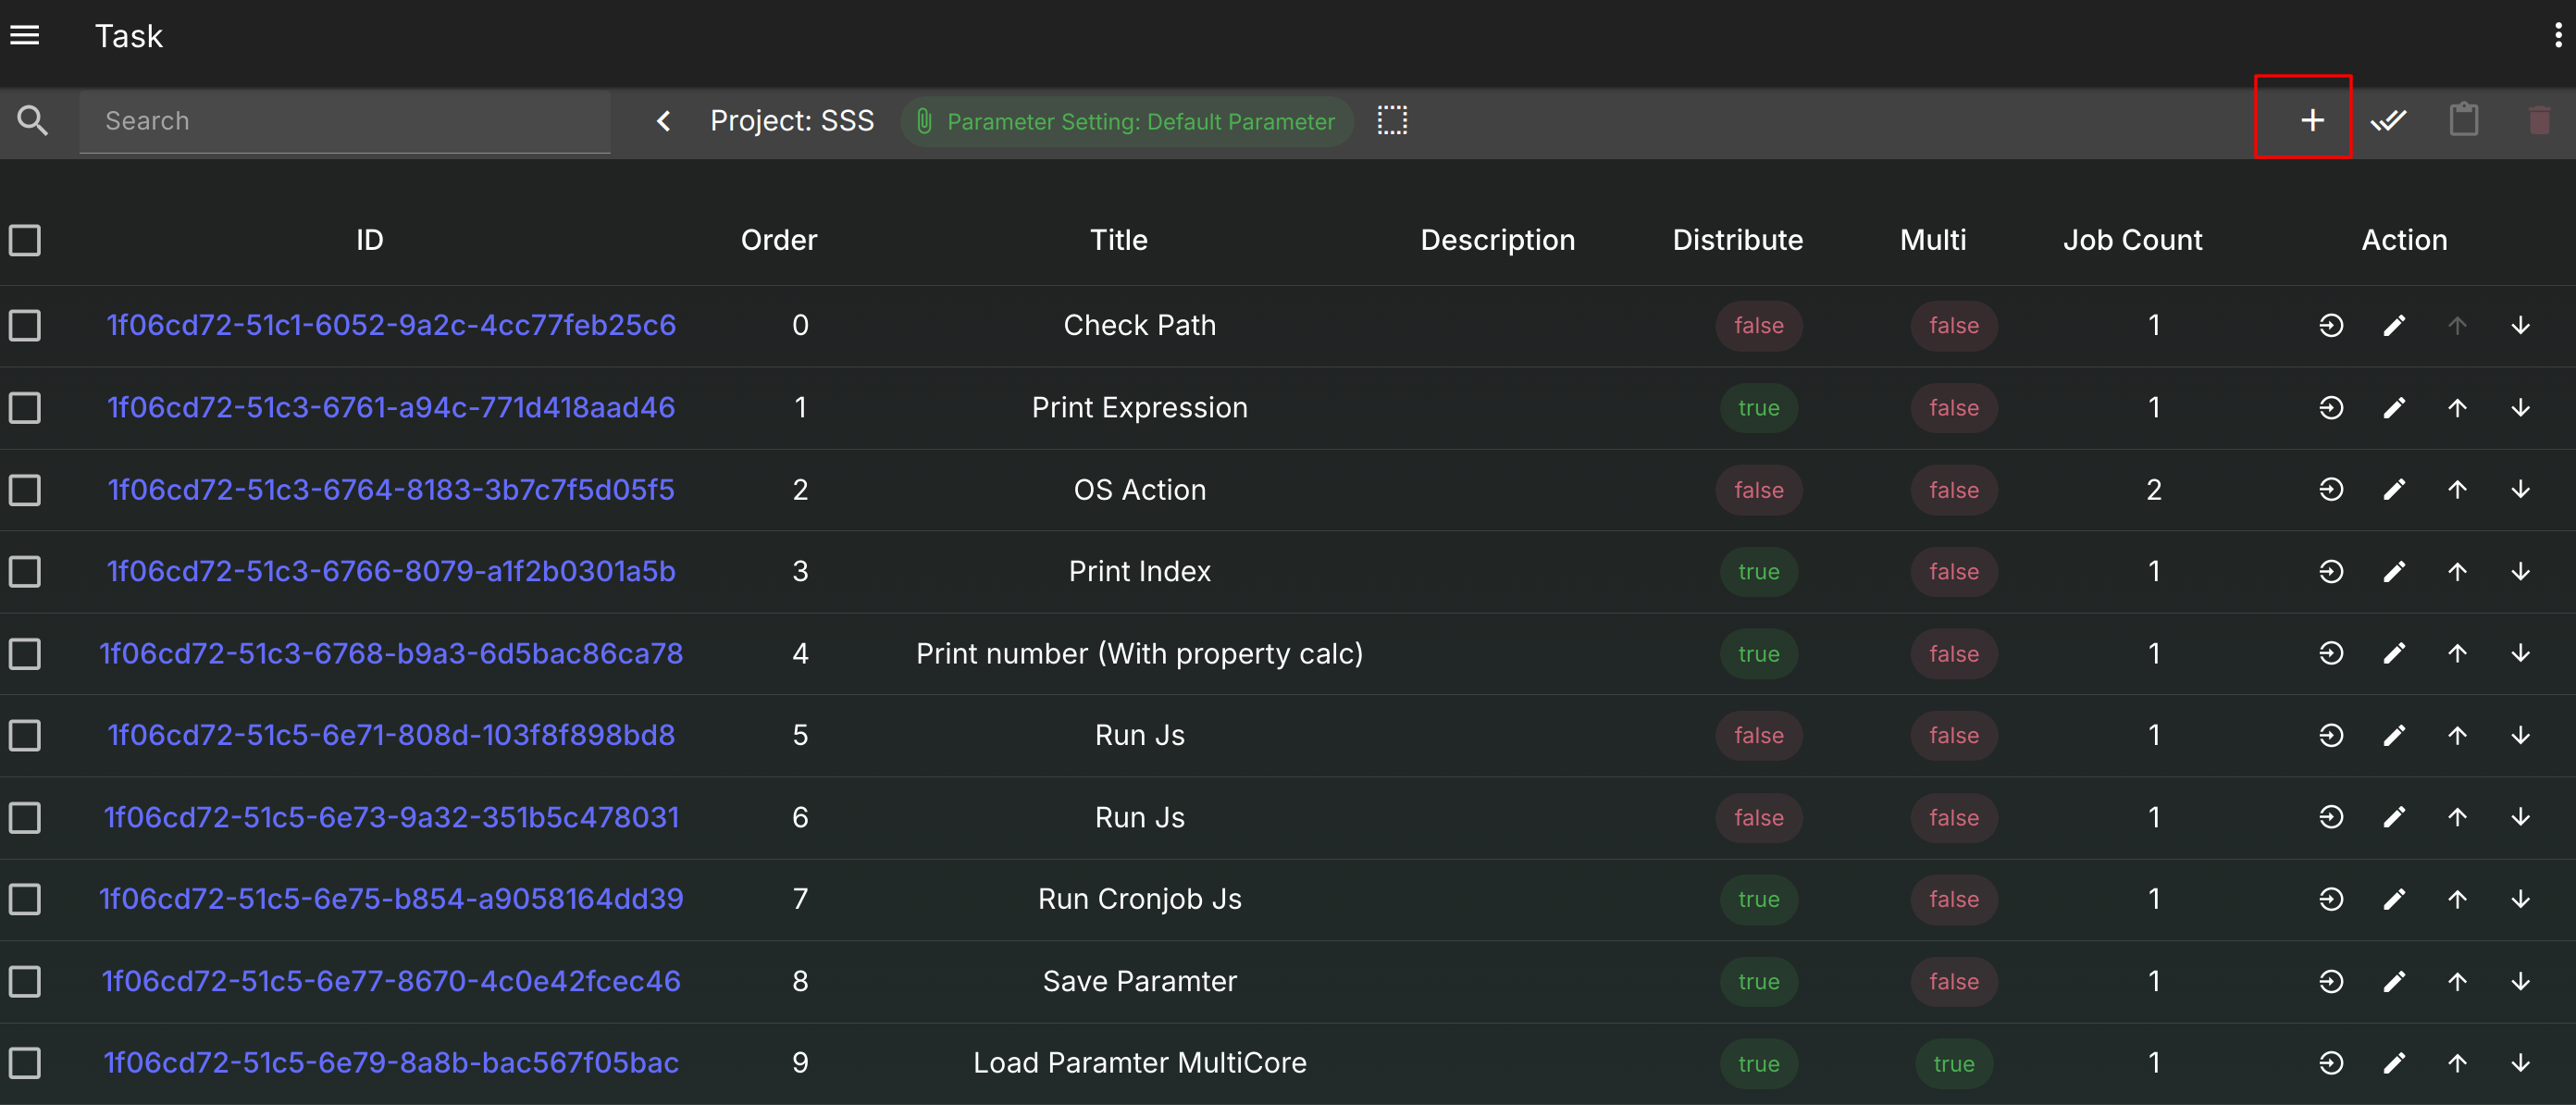 Task
Search Project: SSS Parameter Setting: Default Parameter
ID Order Title Description Distribute Multi Job Count Action
1f06cd72-51c1-6052-9a2c-4cc77feb25c6 0 Check Path false false 1
1f06cd72-51c3-6761-a94c-771d418aad46 1 Print Expression true false 1
1f06cd72-51c3-6764-8183-3b7c7f5d05f5 2 OS Action false false 2
1f06cd72-51c3-6766-8079-a1f2b0301a5b 3 Print Index true false 1
1f06cd72-51c3-6768-b9a3-6d5bac86ca78 4 Print number (With property calc) true false 1
1f06cd72-51c5-6e71-808d-103f8f898bd8 5 Run Js false false 1
1f06cd72-51c5-6e73-9a32-351b5c478031 6 Run Js false false 1
1f06cd72-51c5-6e75-b854-a9058164dd39 7 Run Cronjob Js true false 1
1f06cd72-51c5-6e77-8670-4c0e42fcec46 8 Save Paramter true false 1
1f06cd72-51c5-6e79-8a8b-bac567f05bac 9 Load Paramter MultiCore true true 1